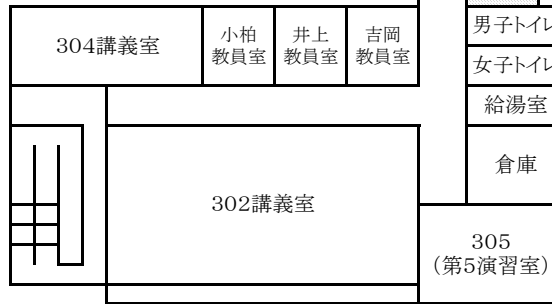 304講義室
小柏
教員室
井上
教員室
吉岡
教員室
男子トイレ
女子トイレ
給湯室
倉庫
302講義室
305
(第5演習室)